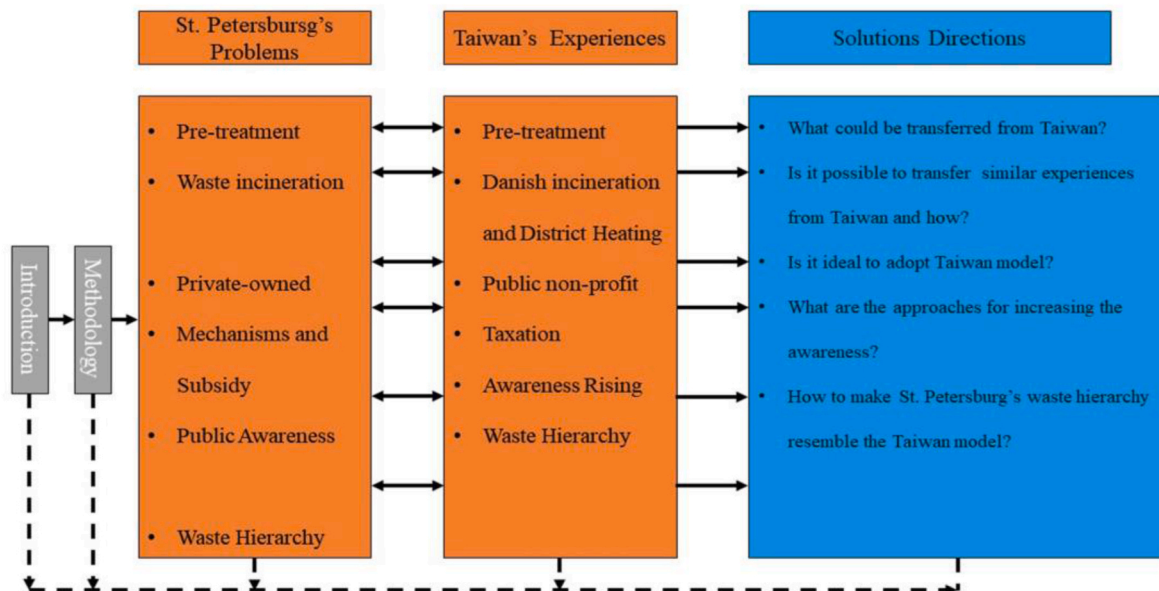 St. Petersbursg's
Problems
Taiwan's Experiences
Solutions Directions
Introduction
Methodology
• Pre-treatment
• Waste incineration
• Private-owned
• Mechanisms and
Subsidy
• Public Awareness
• Waste Hierarchy
• Pre-treatment
• Danish incineration
and District Heating
• Public non-profit
• Taxation
• Awareness Rising
• Waste Hierarchy
• What could be transferred from Taiwan?
• Is it possible to transfer similar experiences
from Taiwan and how?
• Is it ideal to adopt Taiwan model?
• What are the approaches for increasing the
awareness?
• How to make St. Petersburg's waste hierarchy
resemble the Taiwan model?